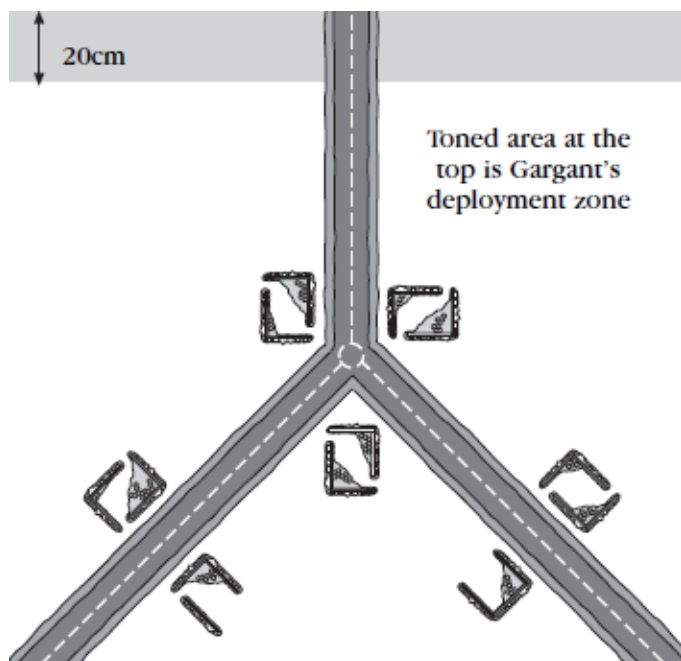 20cm
Toned area at the
top is Gargant's
deployment zone